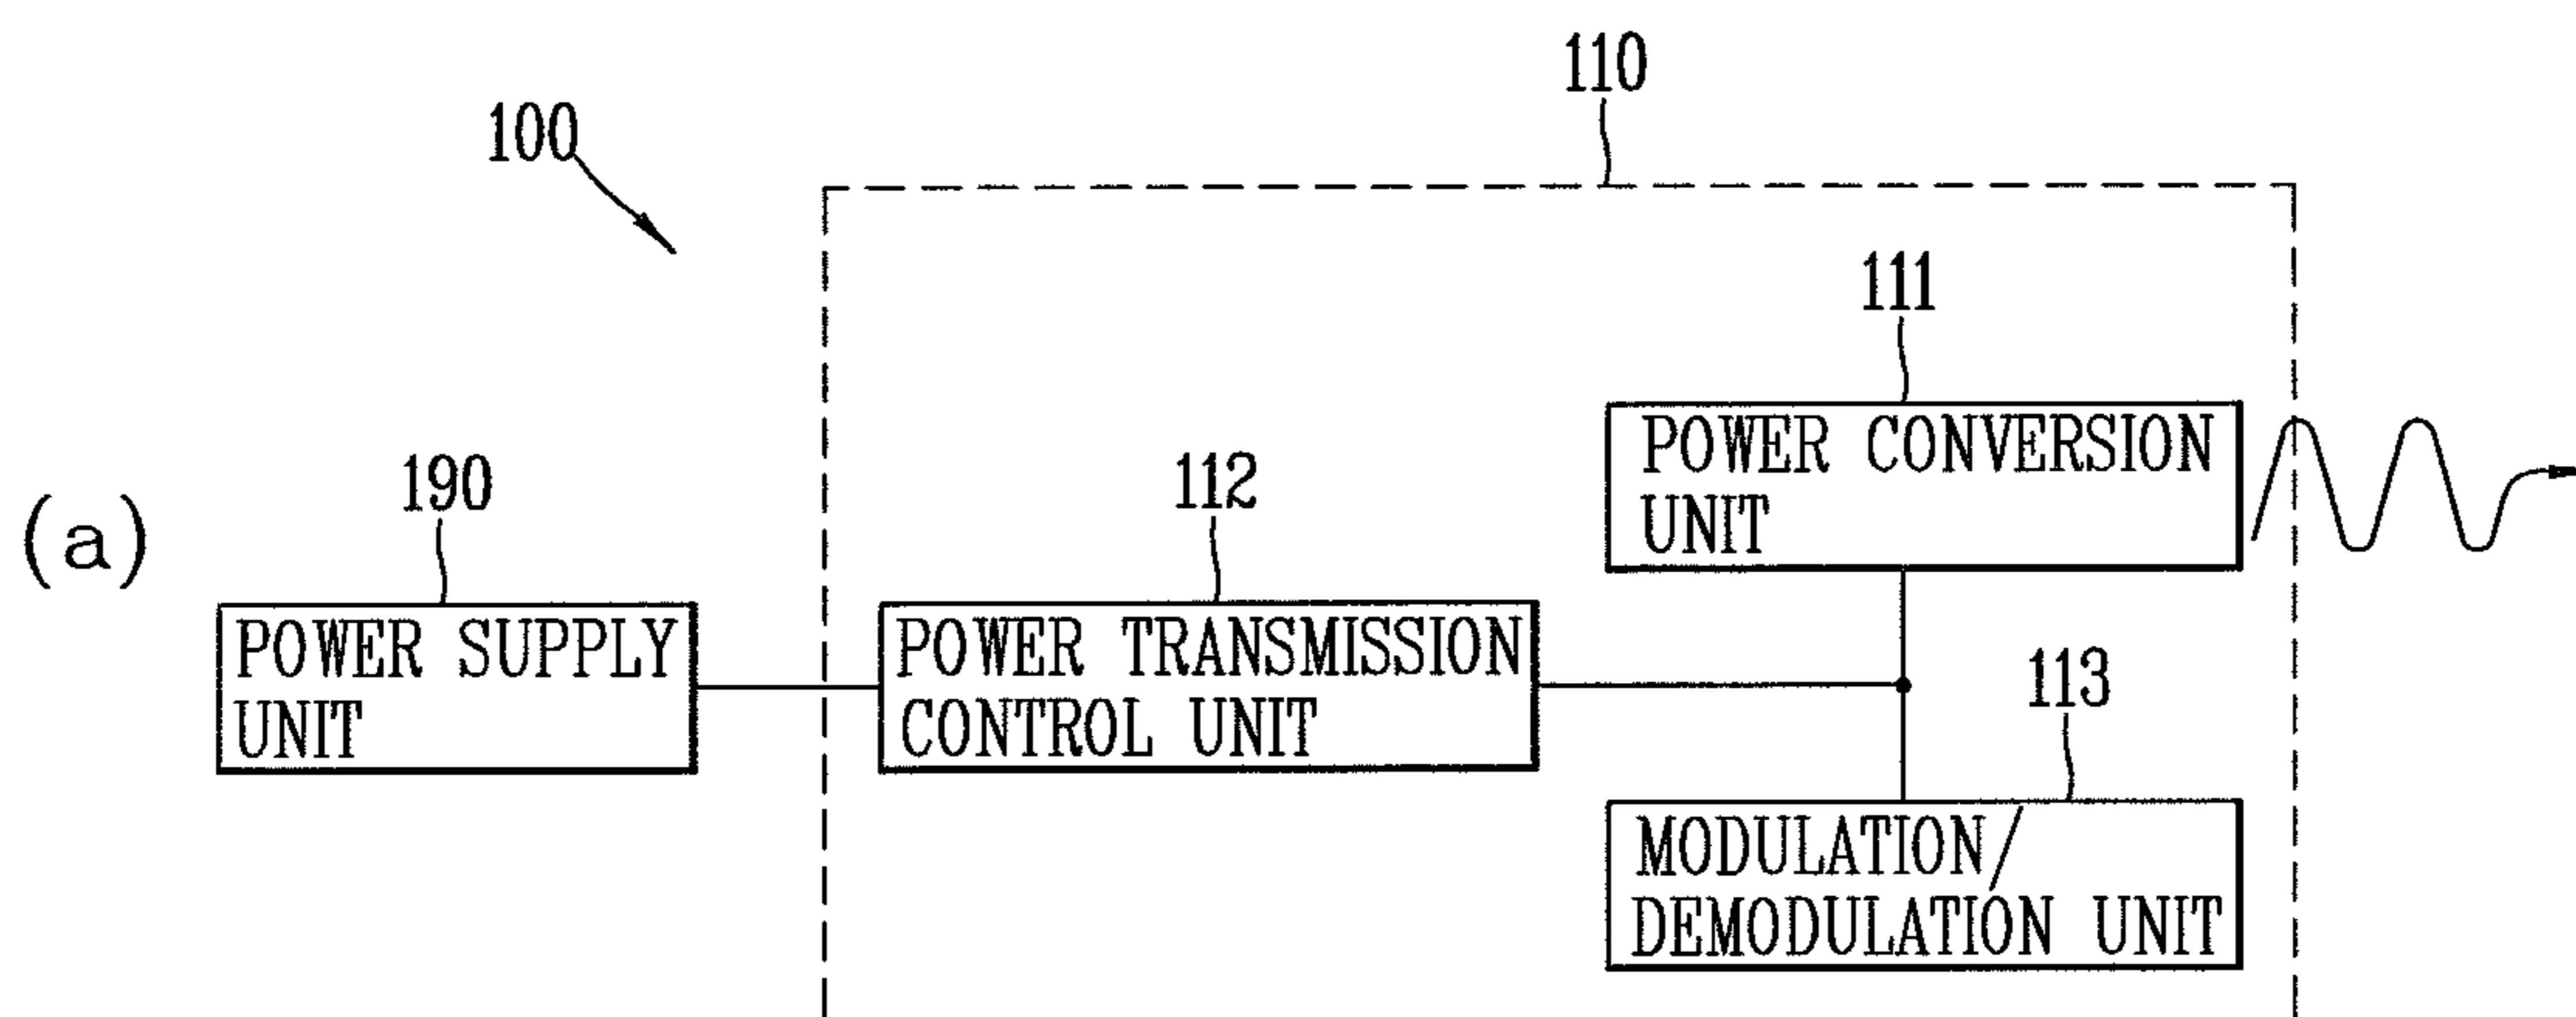 110
100
111
POWER CONVERSION
UNIT
(a)
190
112
POWER SUPPLY
UNIT
POWER TRANSMISSION
CONTROL UNIT
113
MODULATION/
DEMODULATION UNIT